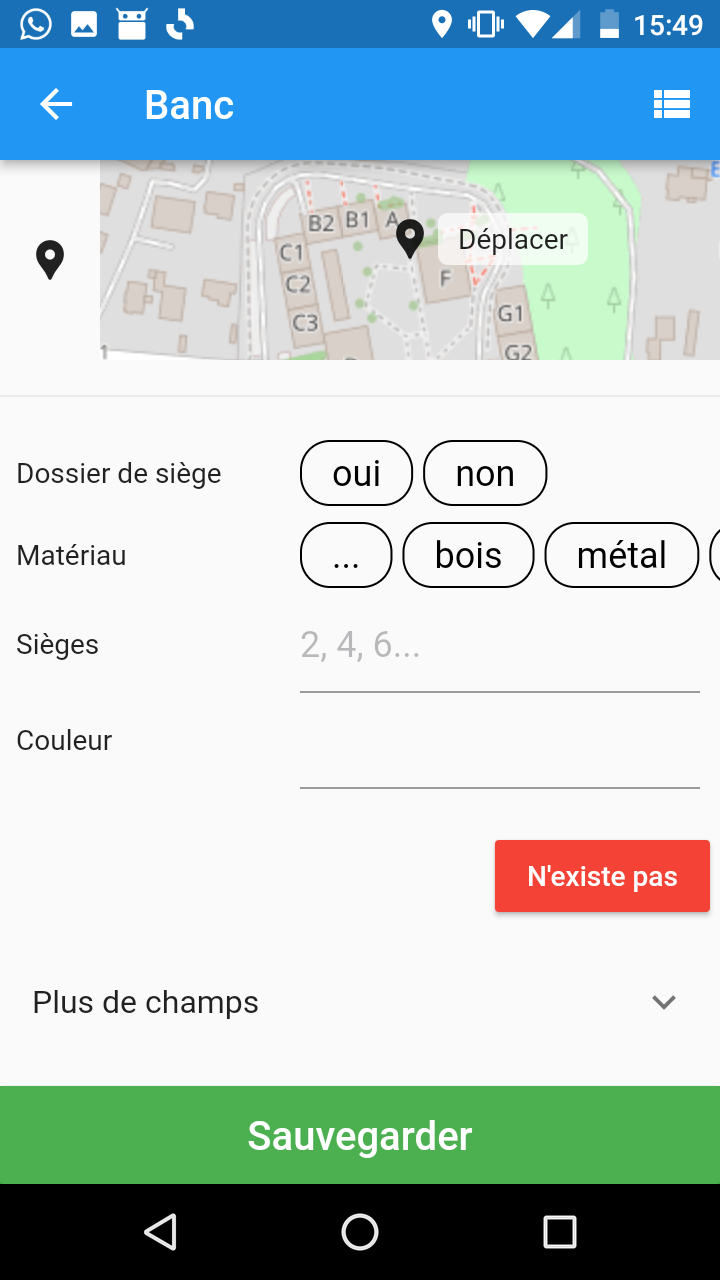 15:49
Banc
E
B2 B1 A
Déplacer
C1
C2
F
C3
G1
1
G2
Dossier de siège oui non
Matériau ... bois métal
Sièges 2, 4, 6...
Couleur
N'existe pas
Plus de champs
Sauvegarder